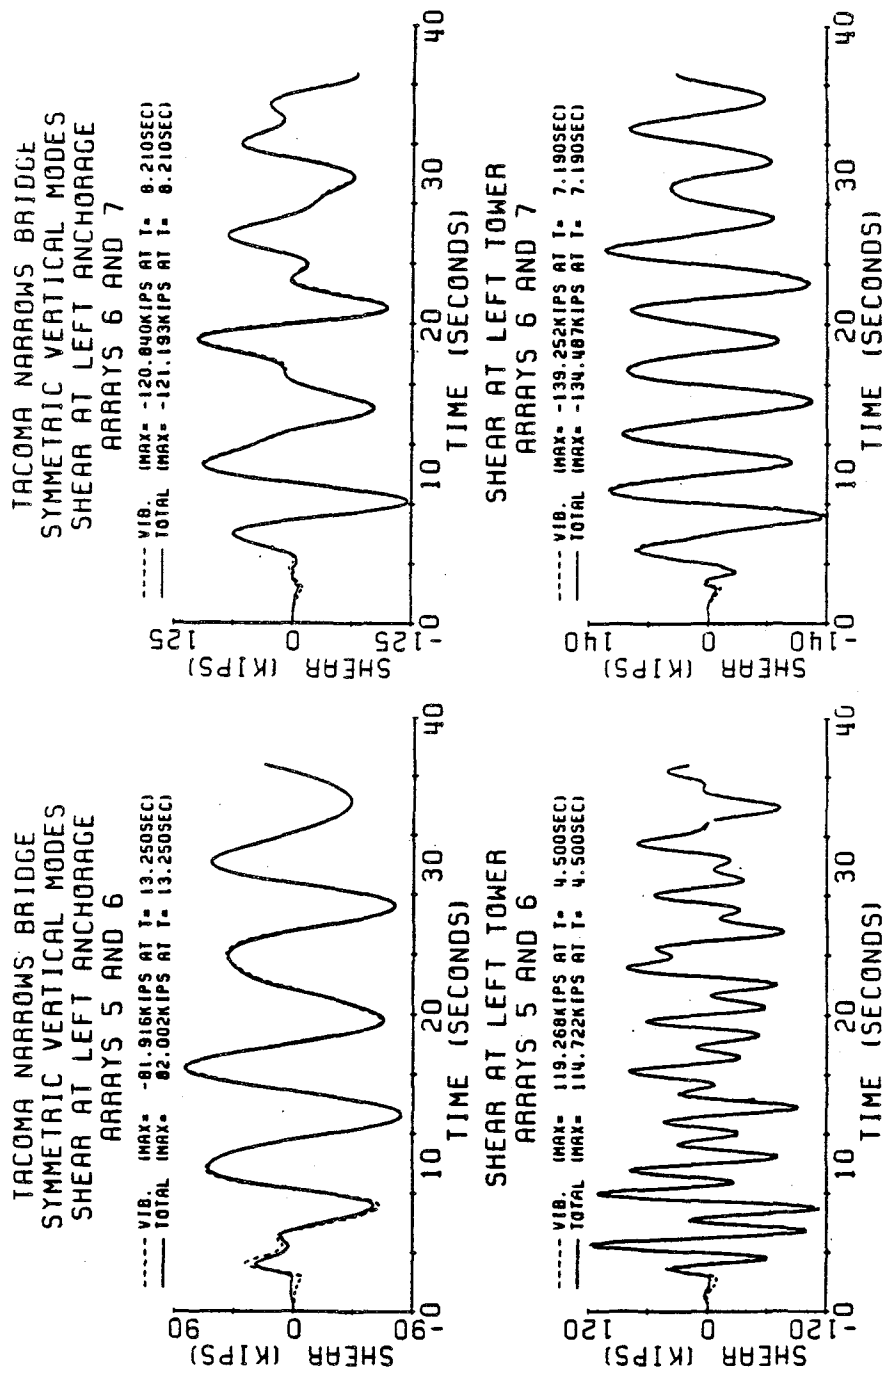 TACOMA NARROWS BRIDGE
SYMMETRIC VERTICAL MODES
SHEAR AT LEFT ANCHORAGE
ARRAYS 5 AND 6
----- VIB. (MAX= -81.916KIPS AT T= 13.250SEC)
——— TOTAL (MAX= 82.002KIPS AT T= 13.250SEC)
90
0
-90
SHEAR (KIPS)
0 10 20 30 40
TIME (SECONDS)
SHEAR AT LEFT TOWER
ARRAYS 5 AND 6
----- VIB. (MAX= 119.268KIPS AT T= 4.500SEC)
——— TOTAL (MAX= 114.722KIPS AT T= 4.500SEC)
120
0
-120
SHEAR (KIPS)
0 10 20 30 40
TIME (SECONDS)
TACOMA NARROWS BRIDGE
SYMMETRIC VERTICAL MODES
SHEAR AT LEFT ANCHORAGE
ARRAYS 6 AND 7
----- VIB. (MAX= -120.840KIPS AT T= 8.210SEC)
——— TOTAL (MAX= -121.193KIPS AT T= 8.210SEC)
125
0
-125
SHEAR (KIPS)
0 10 20 30 40
TIME (SECONDS)
SHEAR AT LEFT TOWER
ARRAYS 6 AND 7
----- VIB. (MAX= -139.252KIPS AT T= 7.190SEC)
——— TOTAL (MAX= -134.487KIPS AT T= 7.190SEC)
140
0
-140
SHEAR (KIPS)
0 10 20 30 40
TIME (SECONDS)